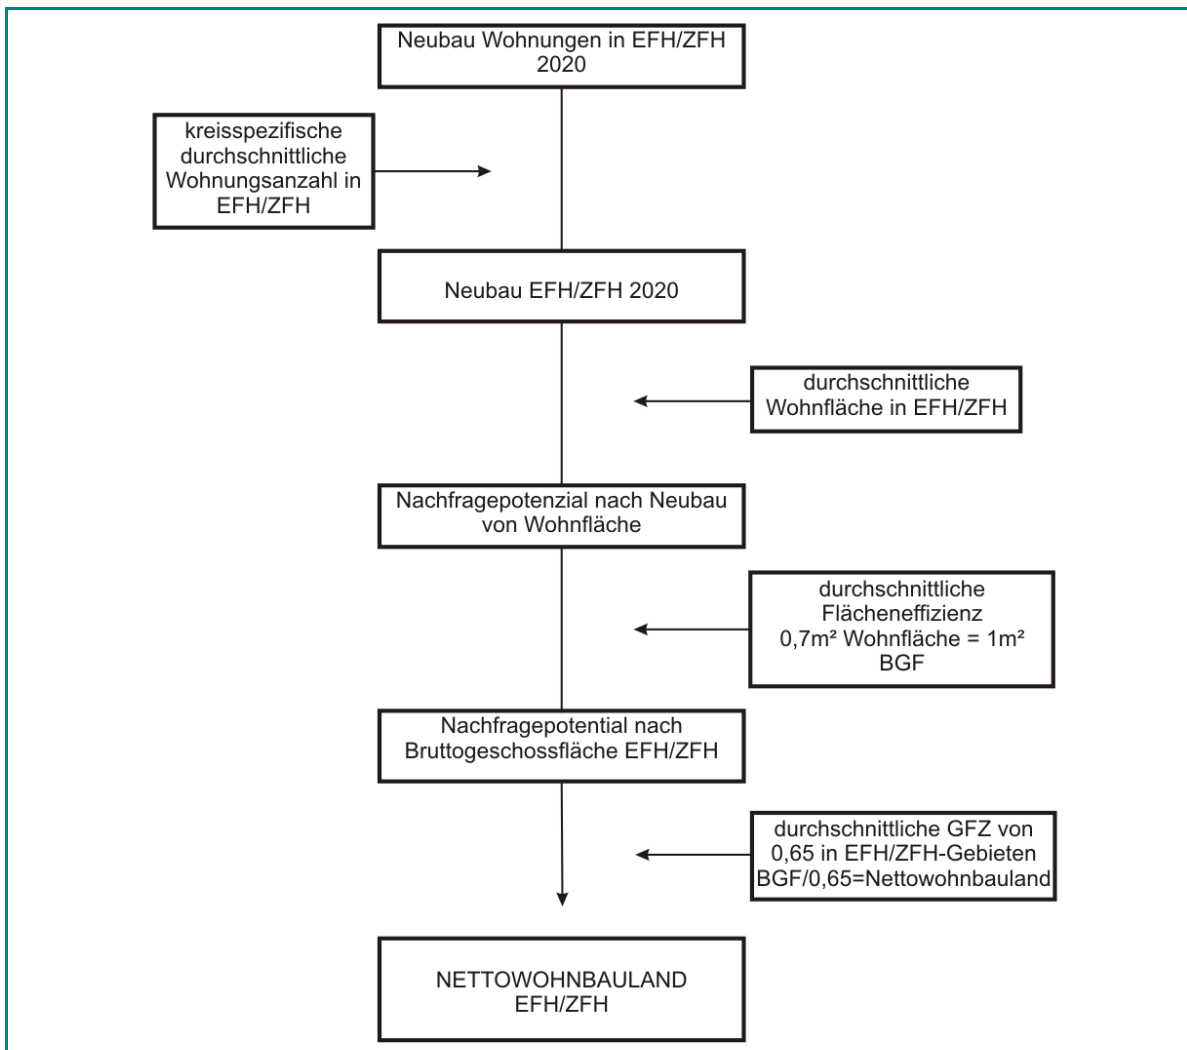 Neubau Wohnungen in EFH/ZFH
2020
kreisspezifische
durchschnittliche
Wohnungsanzahl in
EFH/ZFH
Neubau EFH/ZFH 2020
durchschnittliche
Wohnfläche in EFH/ZFH
Nachfragepotenzial nach Neubau
von Wohnfläche
durchschnittliche
Flächeneffizienz
0,7m² Wohnfläche = 1m²
BGF
Nachfragepotential nach
Bruttogeschossfläche EFH/ZFH
durchschnittliche GFZ von
0,65 in EFH/ZFH-Gebieten
BGF/0,65=Nettowohnbauland
NETTOWOHNBAULAND
EFH/ZFH